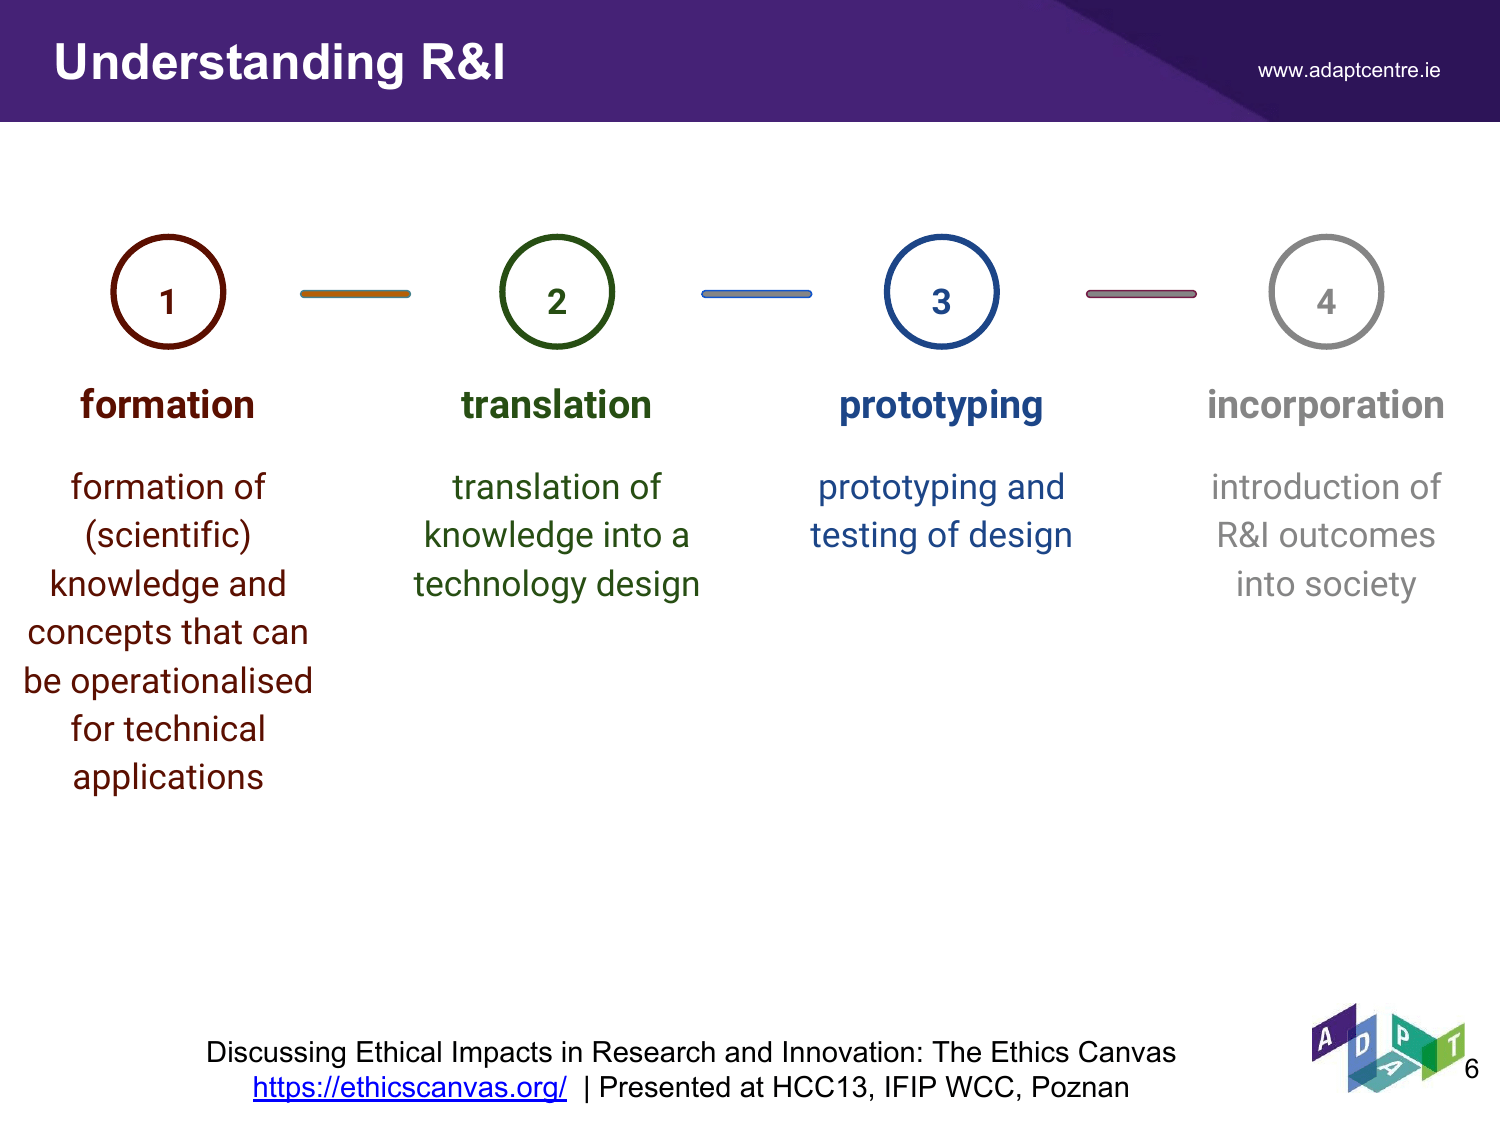 Understanding R&I
www.adaptcentre.ie
1
2
3
4
formation
translation
prototyping
incorporation
formation of
(scientific)
knowledge and
concepts that can
be operationalised
for technical
applications
translation of
knowledge into a
technology design
prototyping and
testing of design
introduction of
R&I outcomes
into society
Discussing Ethical Impacts in Research and Innovation: The Ethics Canvas
https://ethicscanvas.org/ | Presented at HCC13, IFIP WCC, Poznan
ADAPT
6